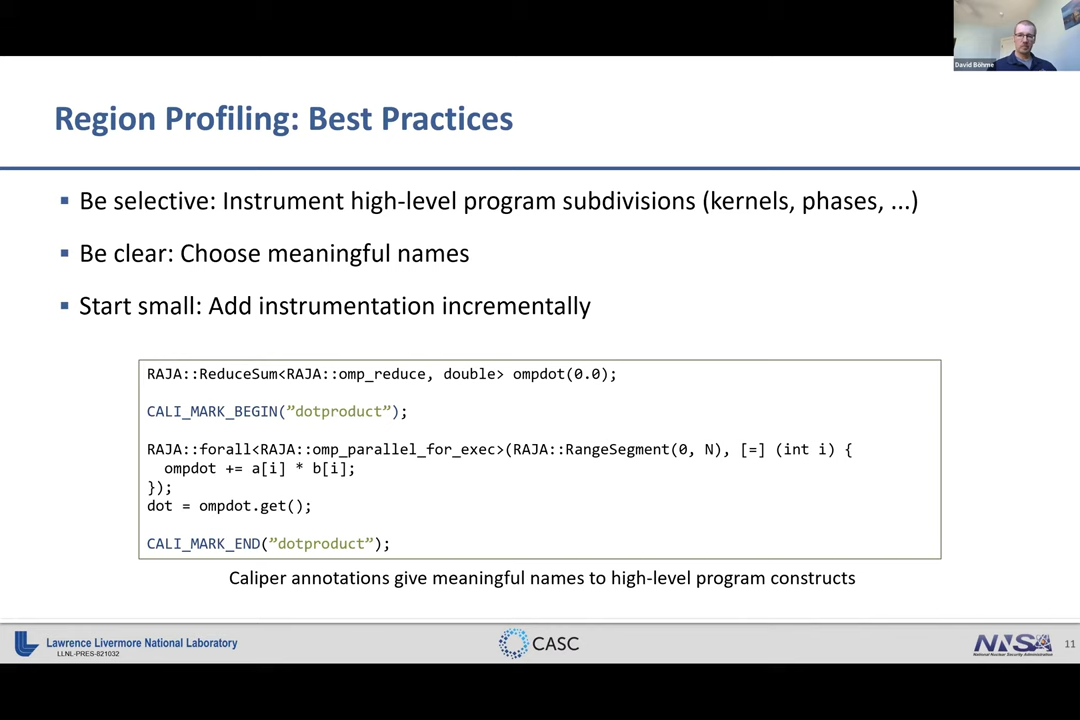 David Böhme
Region Profiling: Best Practices
▪ Be selective: Instrument high-level program subdivisions (kernels, phases, ...)
▪ Be clear: Choose meaningful names
▪ Start small: Add instrumentation incrementally
RAJA::ReduceSum<RAJA::omp_reduce, double> ompdot(0.0);
CALI_MARK_BEGIN(”dotproduct”);
RAJA::forall<RAJA::omp_parallel_for_exec>(RAJA::RangeSegment(0, N), [=] (int i) {
  ompdot += a[i] * b[i];
});
dot = ompdot.get();
CALI_MARK_END(”dotproduct”);
Caliper annotations give meaningful names to high-level program constructs
Lawrence Livermore National Laboratory
LLNL-PRES-821032
CASC
NNSA
National Nuclear Security Administration
11